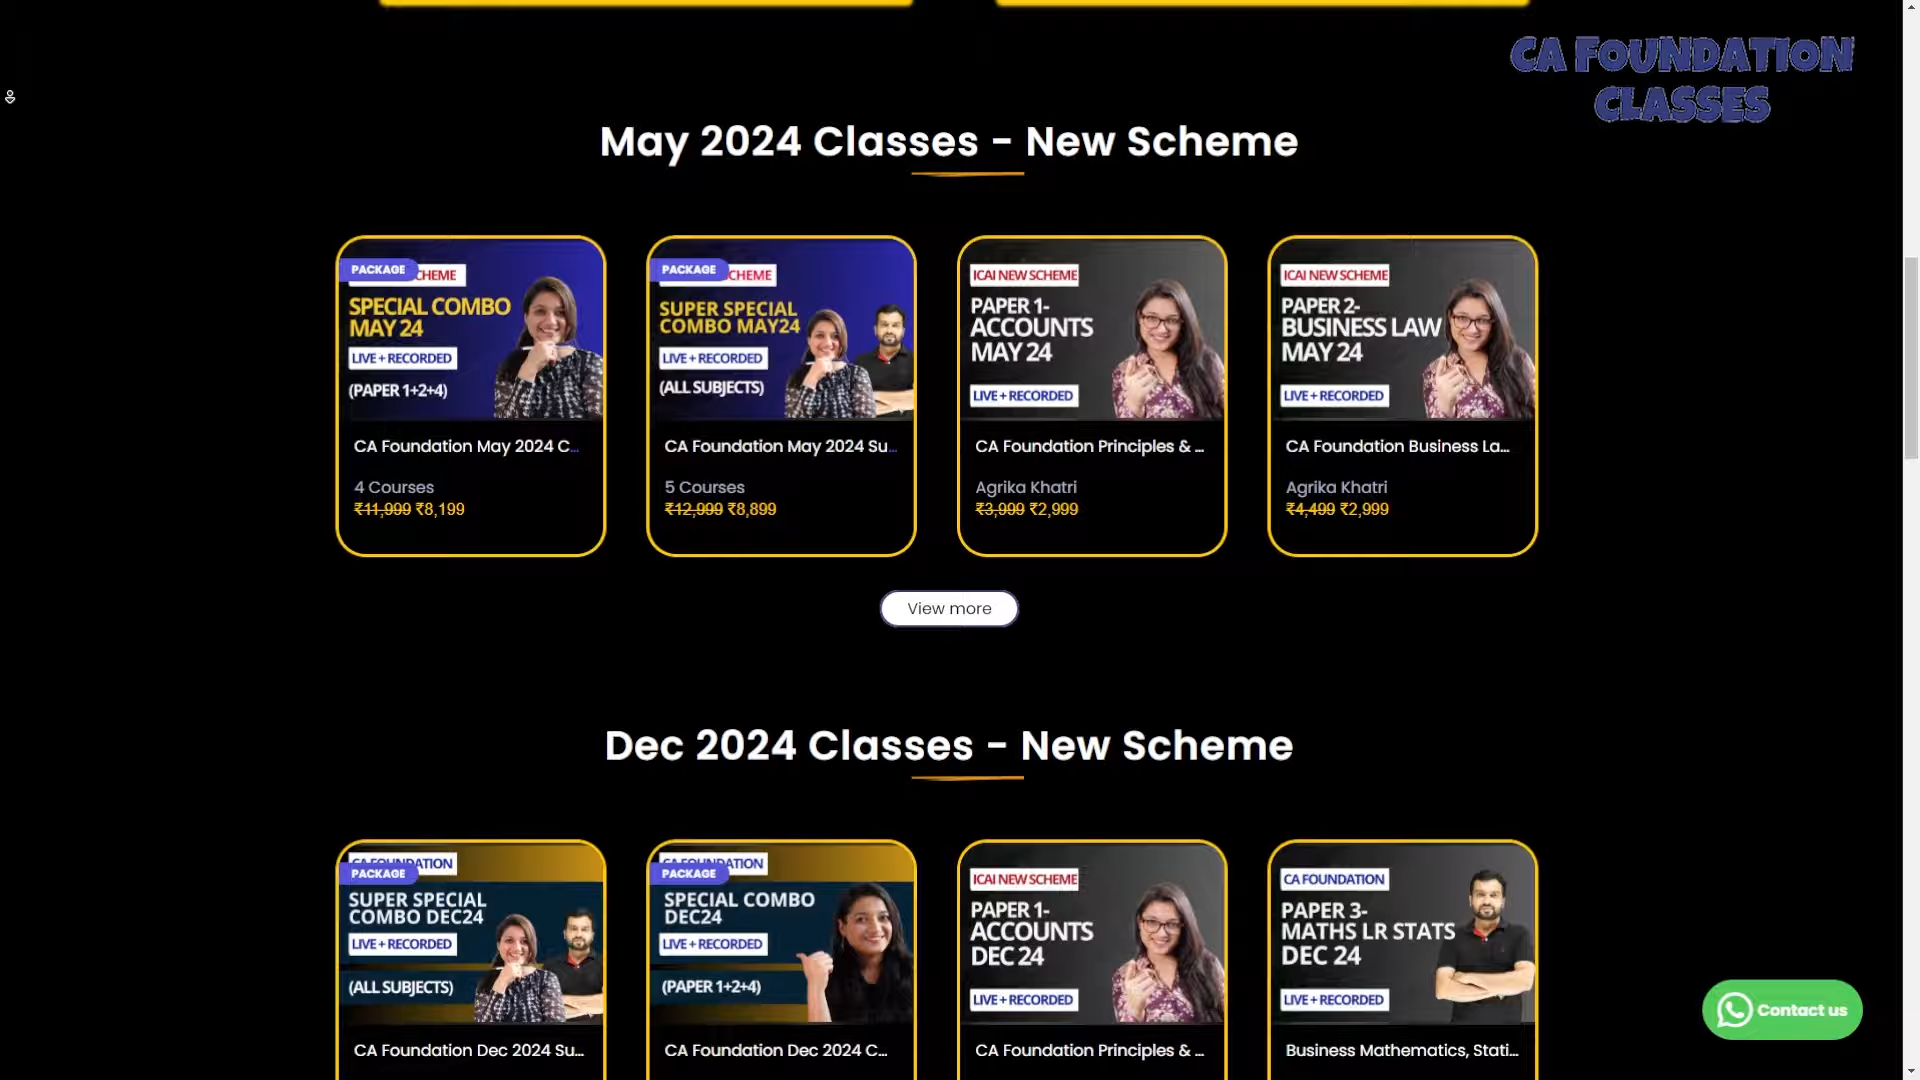 CA FOUNDATION
CLASSES
May 2024 Classes - New Scheme
PACKAGE
CHEME
SPECIAL COMBO
MAY 24
LIVE + RECORDED
(PAPER 1+2+4)
CA Foundation May 2024 C...
4 Courses
₹11,999 ₹8,199
PACKAGE
CHEME
SUPER SPECIAL
COMBO MAY24
LIVE + RECORDED
(ALL SUBJECTS)
CA Foundation May 2024 Su...
5 Courses
₹12,999 ₹8,899
ICAI NEW SCHEME
PAPER 1-
ACCOUNTS
MAY 24
LIVE + RECORDED
CA Foundation Principles & ...
Agrika Khatri
₹3,999 ₹2,999
ICAI NEW SCHEME
PAPER 2-
BUSINESS LAW
MAY 24
LIVE + RECORDED
CA Foundation Business La...
Agrika Khatri
₹4,499 ₹2,999
View more
Dec 2024 Classes - New Scheme
CA FOUNDATION
PACKAGE
SUPER SPECIAL
COMBO DEC24
LIVE + RECORDED
(ALL SUBJECTS)
CA Foundation Dec 2024 Su...
CA FOUNDATION
PACKAGE
SPECIAL COMBO
DEC24
LIVE + RECORDED
(PAPER 1+2+4)
CA Foundation Dec 2024 C...
ICAI NEW SCHEME
PAPER 1-
ACCOUNTS
DEC 24
LIVE + RECORDED
CA Foundation Principles & ...
CA FOUNDATION
PAPER 3-
MATHS LR STATS
DEC 24
LIVE + RECORDED
Business Mathematics, Stati...
Contact us